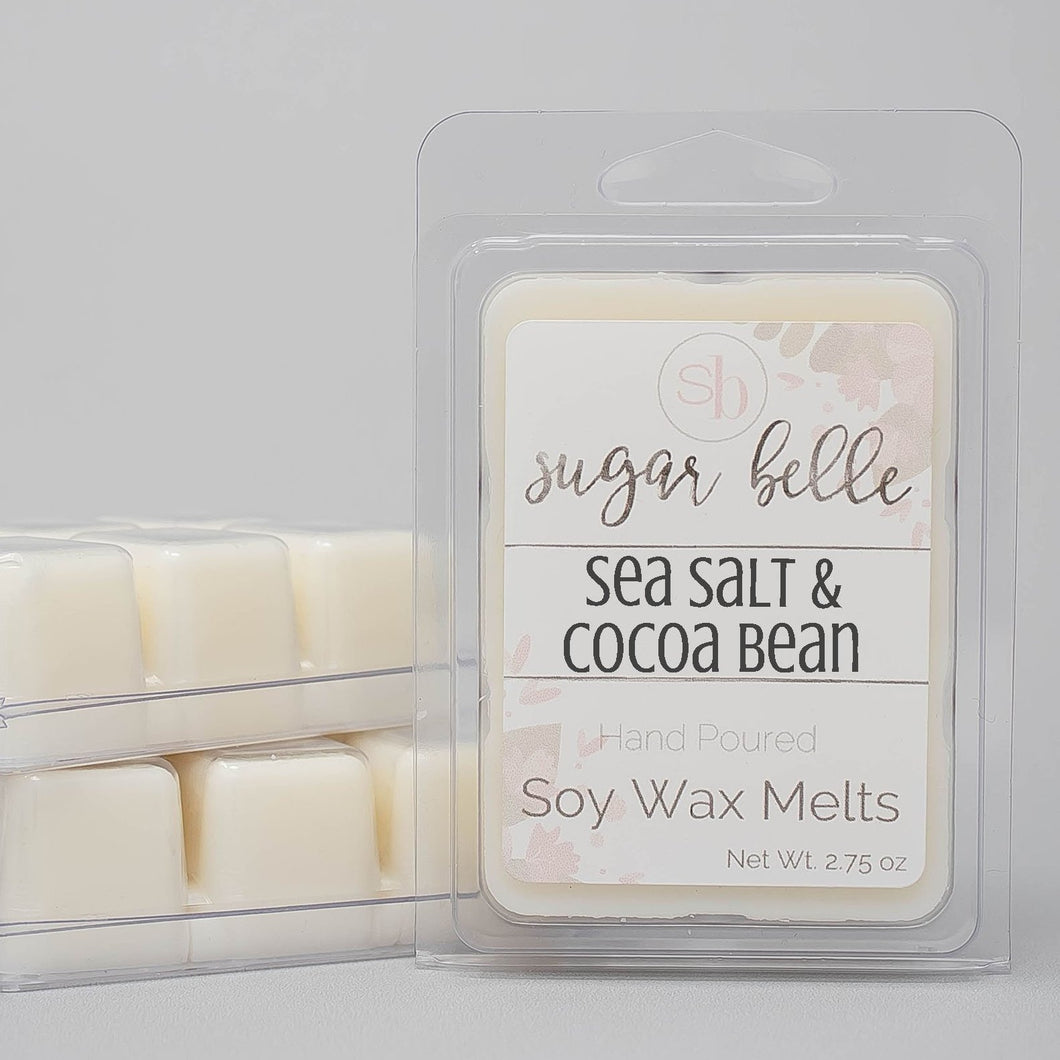 sb
sugar belle
Sea Salt &
Cocoa Bean
Hand Poured
Soy Wax Melts
Net Wt. 2.75 oz